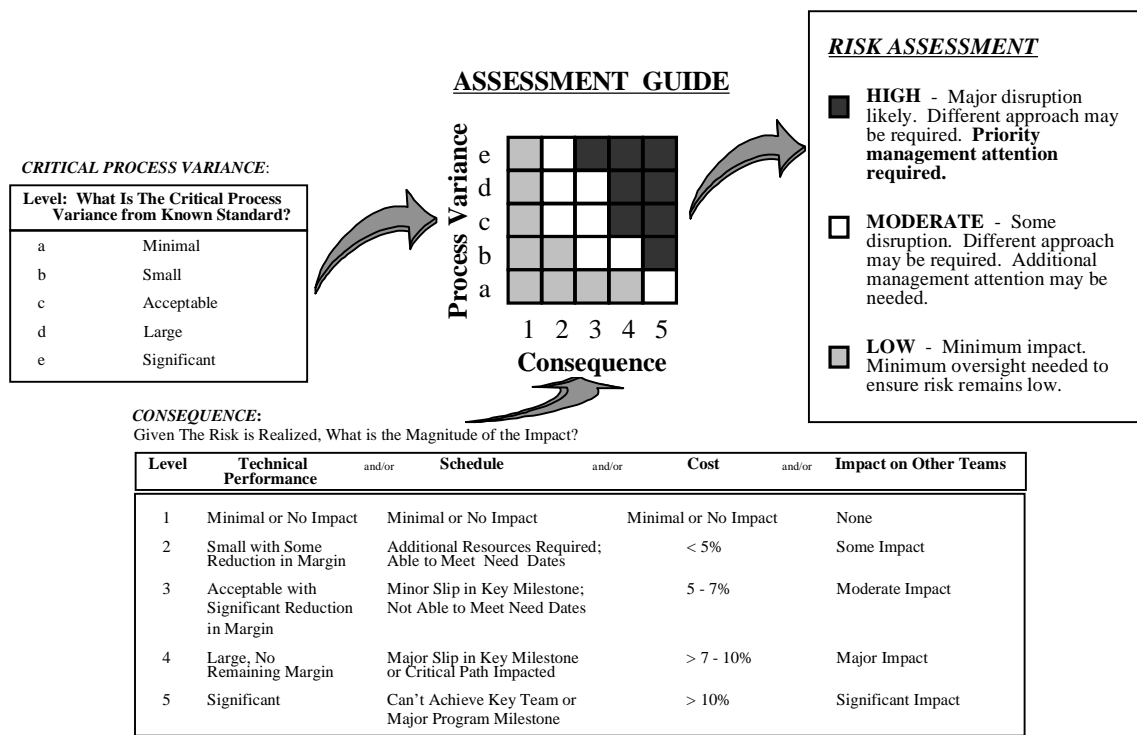 ASSESSMENT GUIDE
CRITICAL PROCESS VARIANCE:
Level: What Is The Critical Process
Variance from Known Standard?
a Minimal
b Small
c Acceptable
d Large
e Significant
Process Variance
e
d
c
b
a
1 2 3 4 5
Consequence
RISK ASSESSMENT
HIGH - Major disruption
likely. Different approach may
be required. Priority
management attention
required.
MODERATE - Some
disruption. Different approach
may be required. Additional
management attention may be
needed.
LOW - Minimum impact.
Minimum oversight needed to
ensure risk remains low.
CONSEQUENCE:
Given The Risk is Realized, What is the Magnitude of the Impact?
Level Technical and/or Schedule and/or Cost and/or Impact on Other Teams
Performance
1 Minimal or No Impact Minimal or No Impact Minimal or No Impact None
2 Small with Some Additional Resources Required; < 5% Some Impact
Reduction in Margin Able to Meet Need Dates
3 Acceptable with Minor Slip in Key Milestone; 5 - 7% Moderate Impact
Significant Reduction Not Able to Meet Need Dates
in Margin
4 Large, No Major Slip in Key Milestone > 7 - 10% Major Impact
Remaining Margin or Critical Path Impacted
5 Significant Can't Achieve Key Team or > 10% Significant Impact
Major Program Milestone